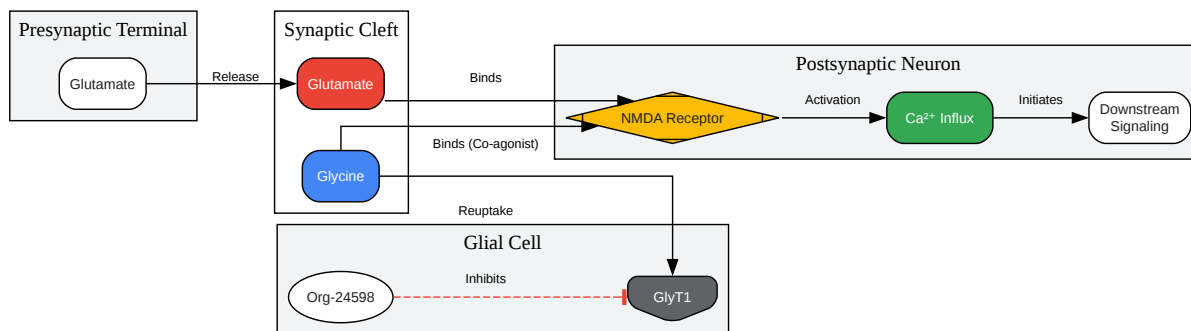 Presynaptic Terminal
Glutamate
Release
Synaptic Cleft
Glutamate
Glycine
Binds
Binds (Co-agonist)
Reuptake
Postsynaptic Neuron
NMDA Receptor
Activation
Ca²⁺ Influx
Initiates
Downstream
Signaling
Glial Cell
Org-24598
Inhibits
GlyT1